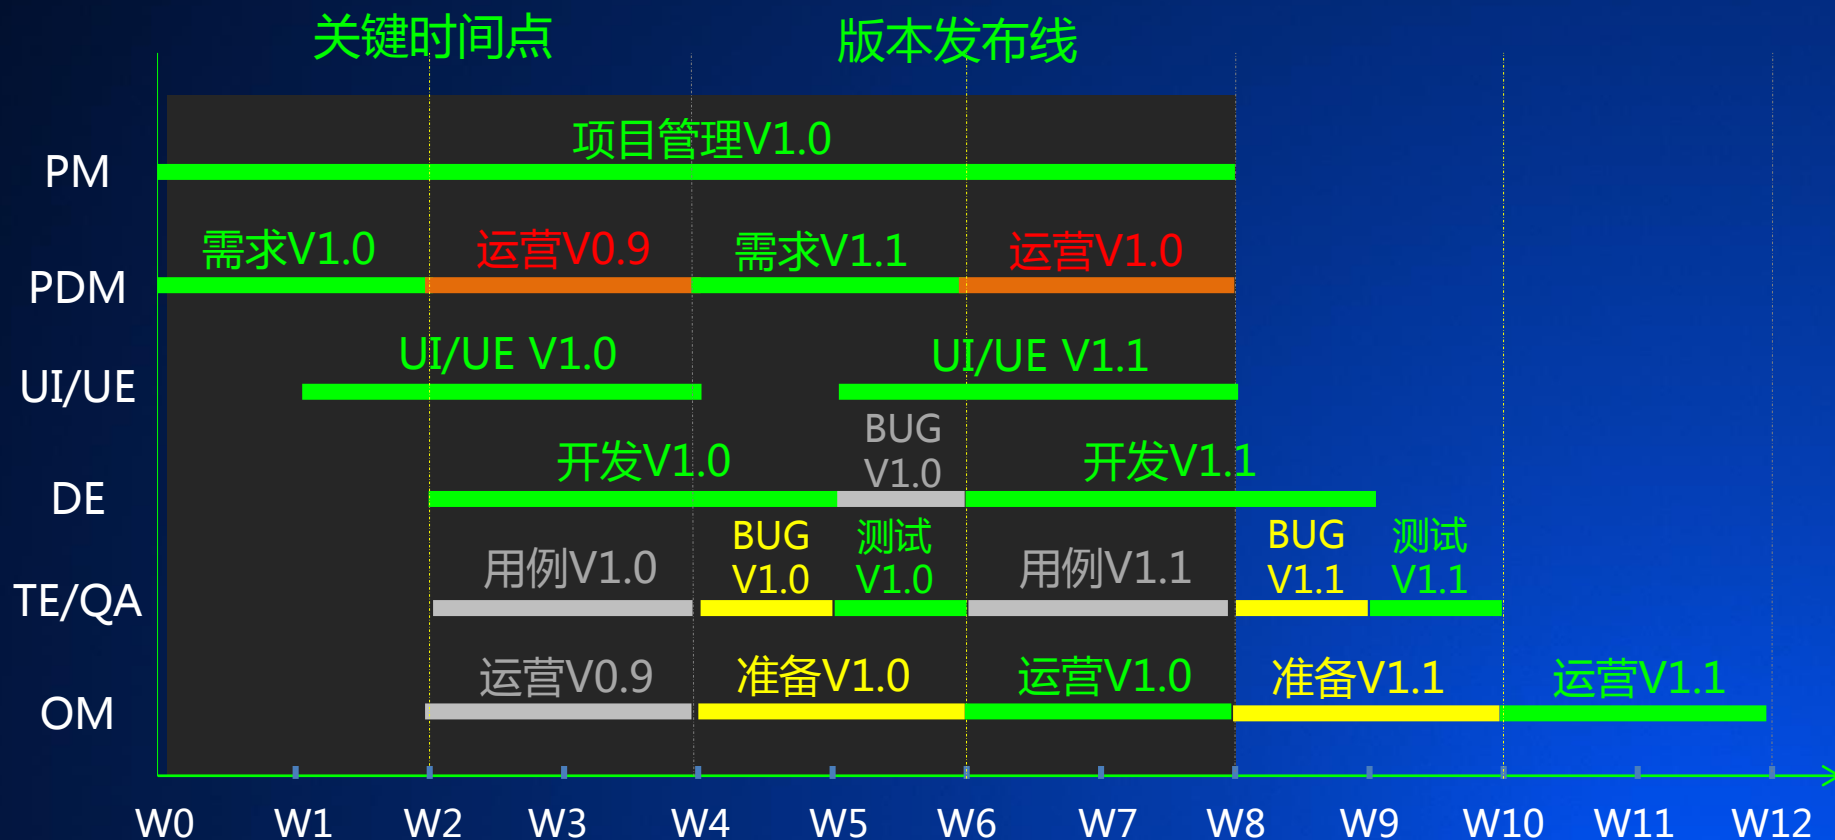 关键时间点
版本发布线
项目管理V1.0
PM
需求V1.0
运营V0.9
需求V1.1
运营V1.0
PDM
UI/UE V1.0
UI/UE V1.1
UI/UE
BUG
V1.0
开发V1.0
开发V1.1
DE
用例V1.0
BUG
V1.0
测试
V1.0
用例V1.1
BUG
V1.1
测试
V1.1
TE/QA
运营V0.9
准备V1.0
运营V1.0
准备V1.1
运营V1.1
OM
W0
W1
W2
W3
W4
W5
W6
W7
W8
W9
W10
W11
W12